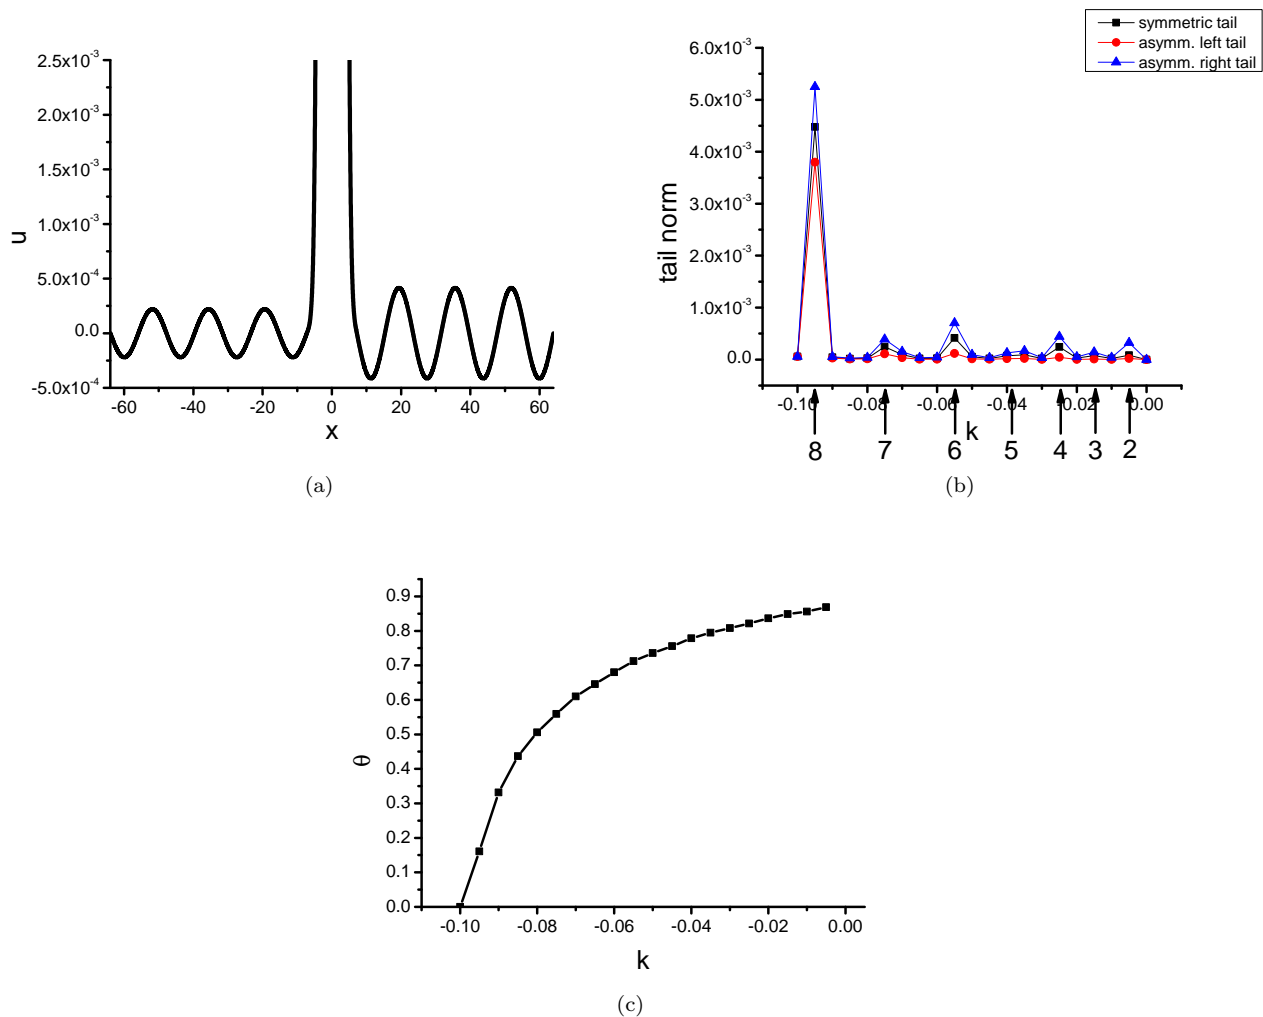 2.5x10⁻³
2.0x10⁻³
1.5x10⁻³
1.0x10⁻³
5.0x10⁻⁴
0.0
-5.0x10⁻⁴
u
-60 -40 -20 0 20 40 60
x
(a)
symmetric tail
asymm. left tail
asymm. right tail
6.0x10⁻³
5.0x10⁻³
4.0x10⁻³
3.0x10⁻³
2.0x10⁻³
1.0x10⁻³
0.0
tail norm
-0.10 -0.08 -0.06 -0.04 -0.02 0.00
k
8 7 6 5 4 3 2
(b)
0.9
0.8
0.7
0.6
0.5
0.4
0.3
0.2
0.1
0.0
θ
-0.10 -0.08 -0.06 -0.04 -0.02 0.00
k
(c)